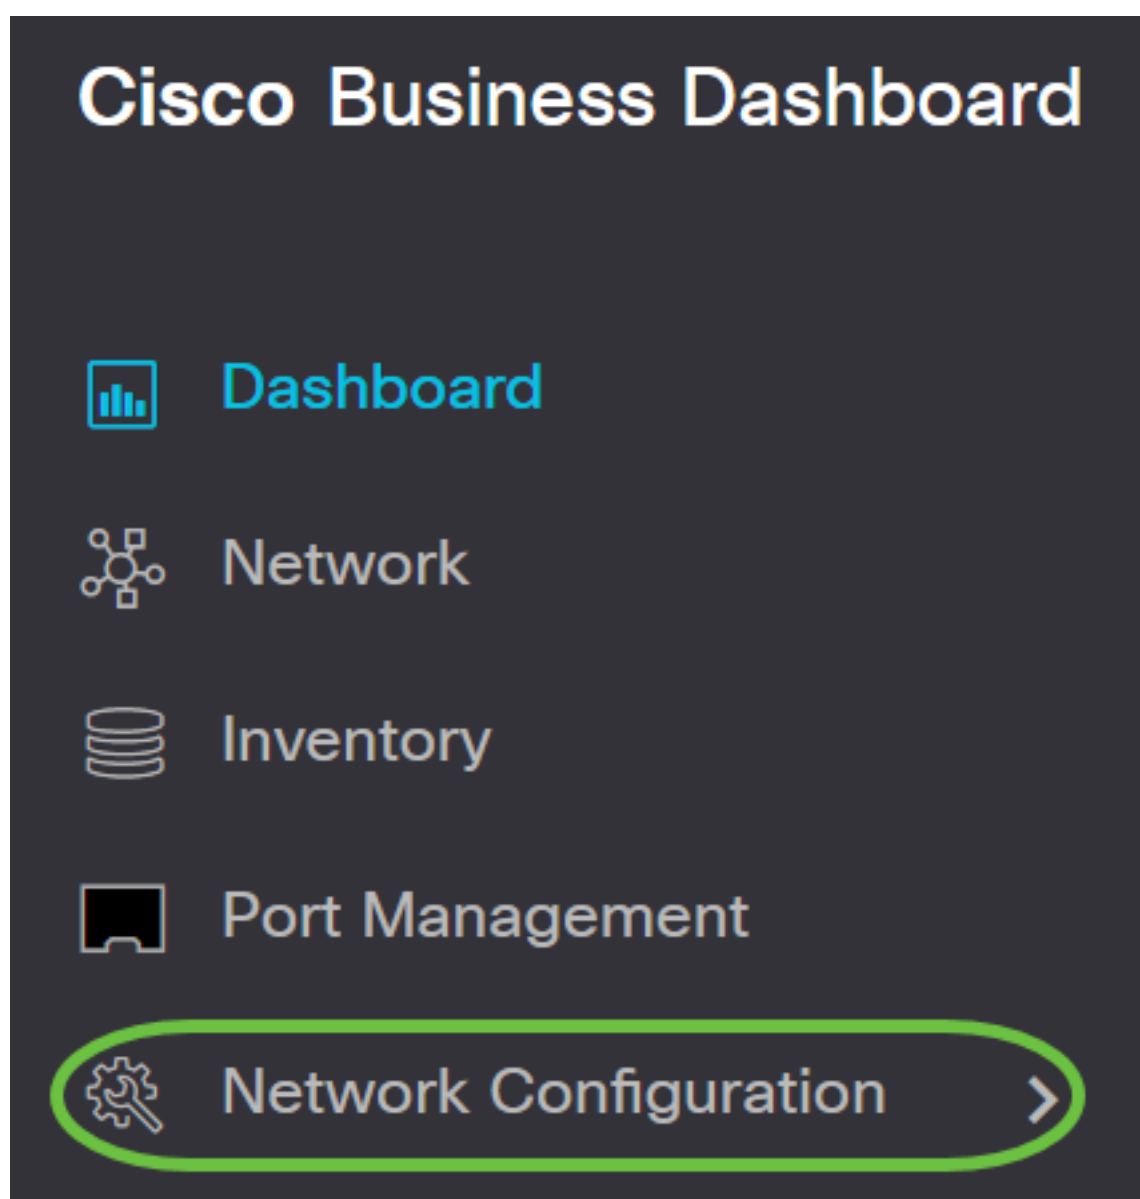 Cisco Business Dashboard
Dashboard
Network
Inventory
Port Management
Network Configuration